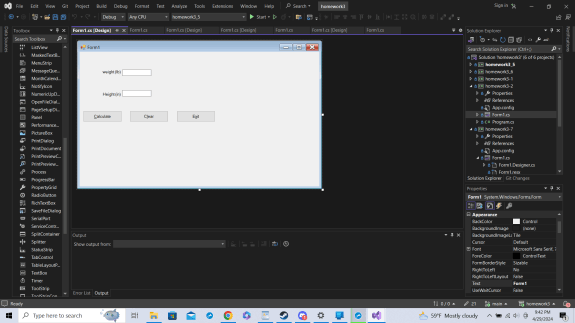 File Edit View Git Project Build Debug Format Test Analyze Tools Extensions Window Help Search homework3 Sign in
Debug Any CPU homework3_5 Start
Toolbox
Form1.cs [Design] Form1.cs Form1.cs [Design] Form1.cs Form1.cs [Design] Form1.cs
Solution Explorer
Search Toolbox
ListView
MaskedTextB...
MenuStrip
MessageQue...
MonthCalend...
NotifyIcon
NumericUpD...
OpenFileDialo...
PageSetupDi...
Panel
Performance...
PictureBox
PrintDialog
PrintDocument
PrintPreviewC...
PrintPreview...
Process
ProgressBar
PropertyGrid
RadioButton
RichTextBox
SaveFileDialog
SerialPort
ServiceContr...
SplitContainer
Splitter
StatusStrip
TabControl
TableLayoutP...
TextBox
Timer
ToolStrip
Data Sources
Form1
Height(in)
Calculate
Clear
Exit
Output
Show output from:
Error List Output
Search Solution Explorer (Ctrl+;)
Solution 'homework3' (6 of 6 projects)
homework3_5
homework3_6
homework3-1
homework3-2
Properties
References
App.config
Form1.cs
Program.cs
homework3-7
Properties
References
App.config
Form1.cs
Form1.Designer.cs
Form1.resx
Solution Explorer Git Changes
Properties
Form1 System.Windows.Forms.Form
Appearance
BackColor Control
BackgroundImage (none)
BackgroundImageL Tile
Cursor Default
Font Microsoft Sans Serif,
ForeColor ControlText
FormBorderStyle Sizable
RightToLeft No
RightToLeftLayout False
Text Form1
UseWaitCursor False
Notifications
Ready
0 / 0 21 main homework3
Type here to search
59°F Mostly cloudy
9:42 PM
4/29/2024